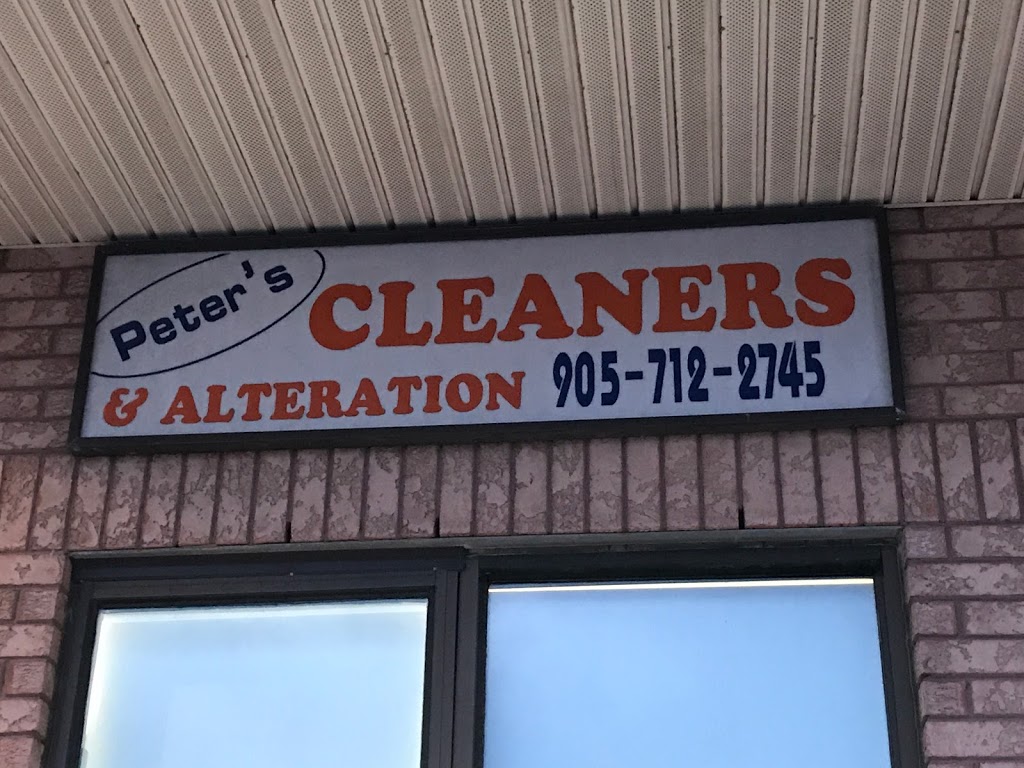 Peter's CLEANERS
& ALTERATION 905-712-2745